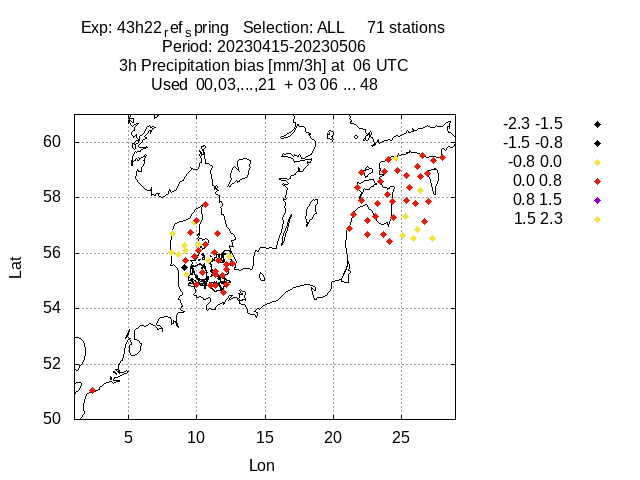 Exp: 43h22refspring Selection: ALL 71 stations
Period: 20230415-20230506
3h Precipitation bias [mm/3h] at 06 UTC
Used 00,03,...,21 + 03 06 ... 48
-2.3 -1.5
-1.5 -0.8
-0.8 0.0
0.0 0.8
0.8 1.5
1.5 2.3
60
58
56
54
52
50
Lat
5 10 15 20 25
Lon